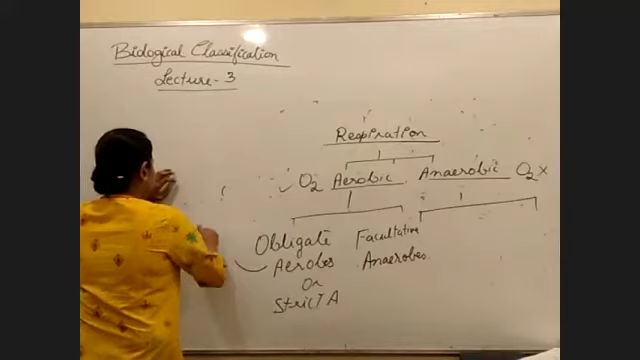 Biological Classification
Lecture - 3
Respiration
O2 Aerobic Anaerobic O2 ×
Obligate Facultative
Aerobes Anaerobes
Or
Strict A